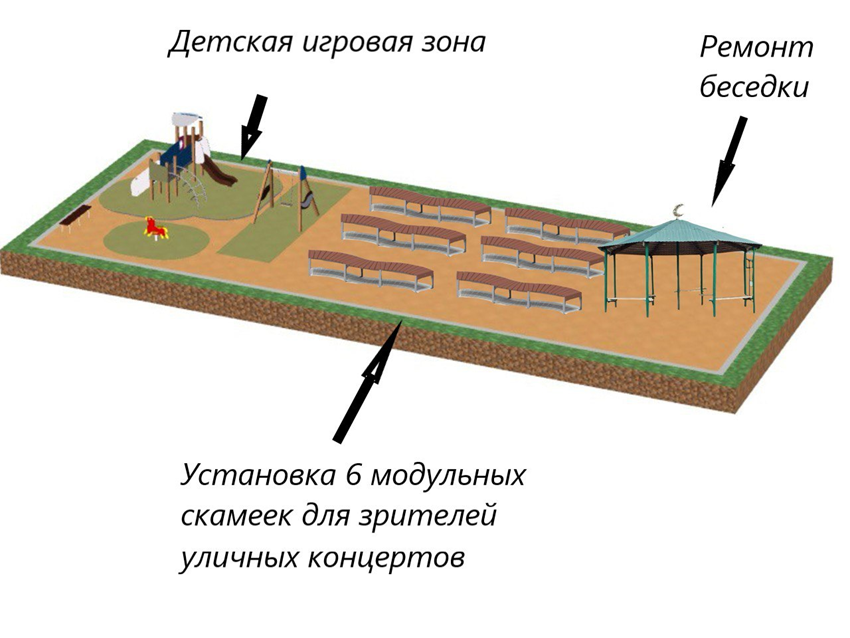 Детская игровая зона
Ремонт
беседки
Установка 6 модульных
скамеек для зрителей
уличных концертов